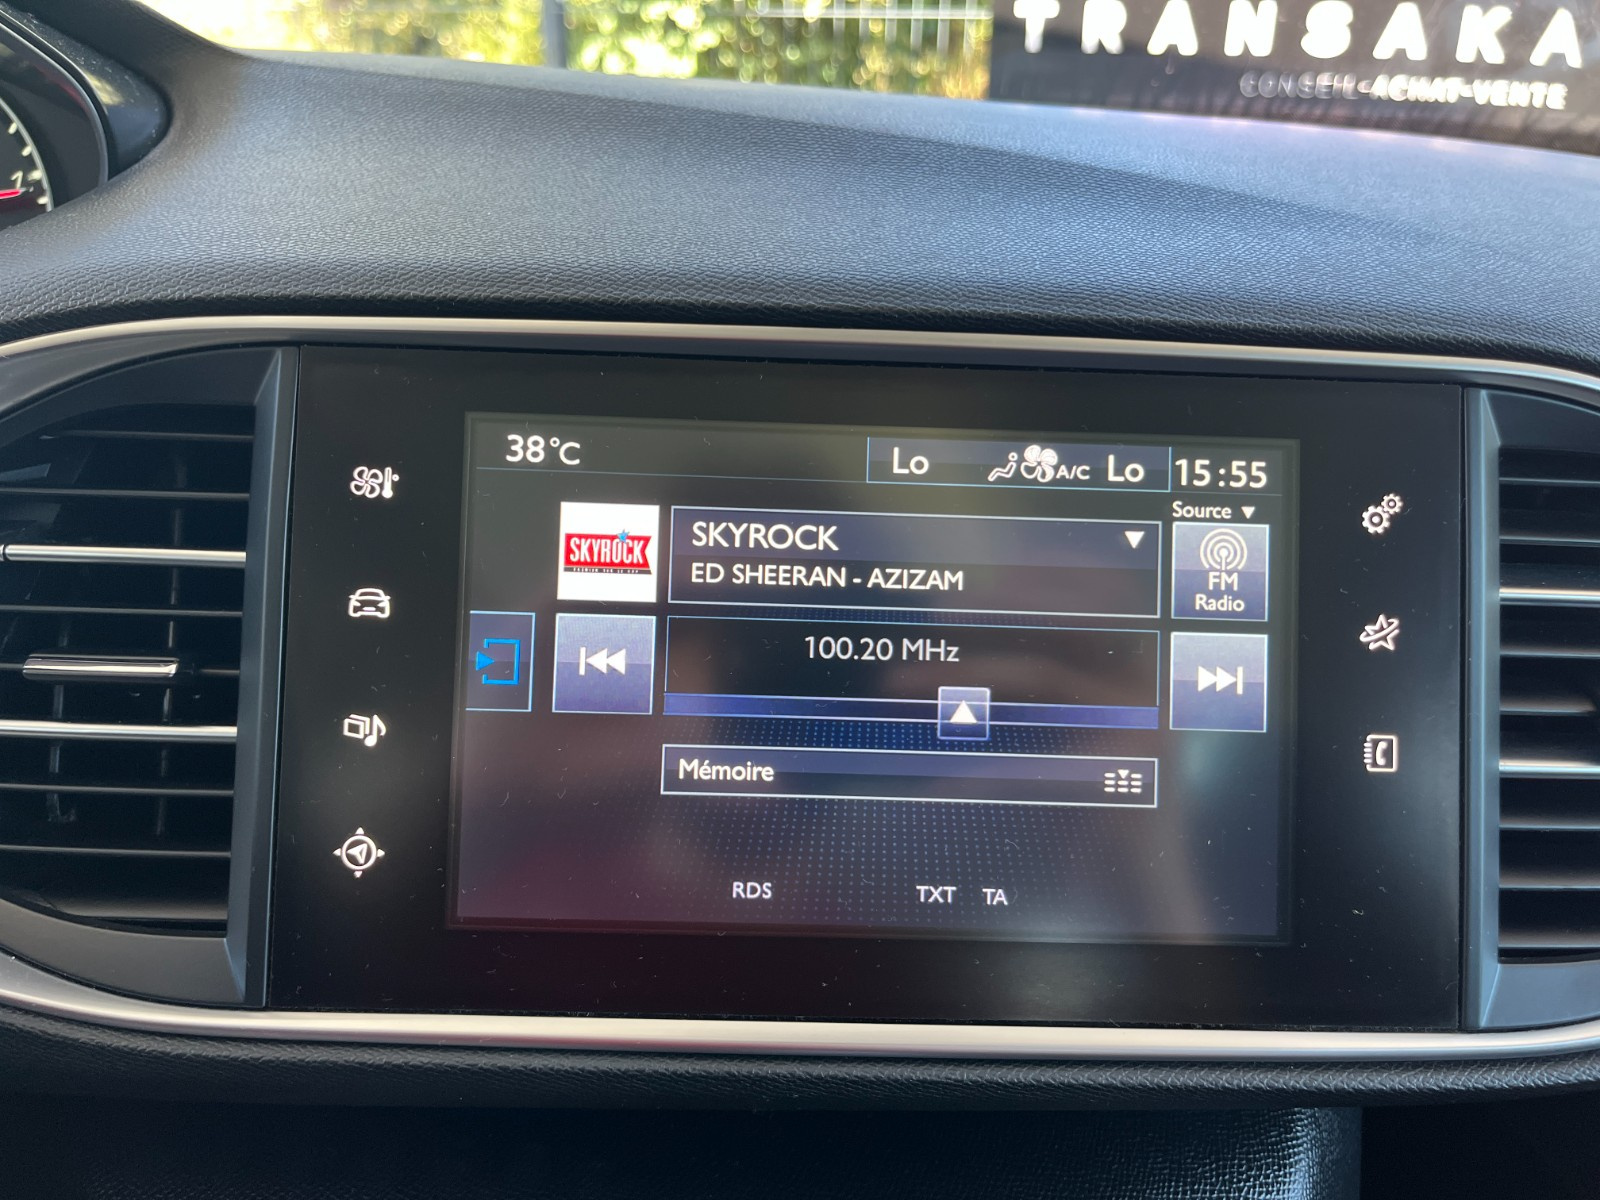 TRANSAKA
CONSEIL-ACHAT-VENTE
1
38°C
Lo
A/C
Lo
15:55
Source
SKYROCK
SKYROCK
ED SHEERAN - AZIZAM
FM
Radio
100.20 MHz
Mémoire
RDS
TXT
TA